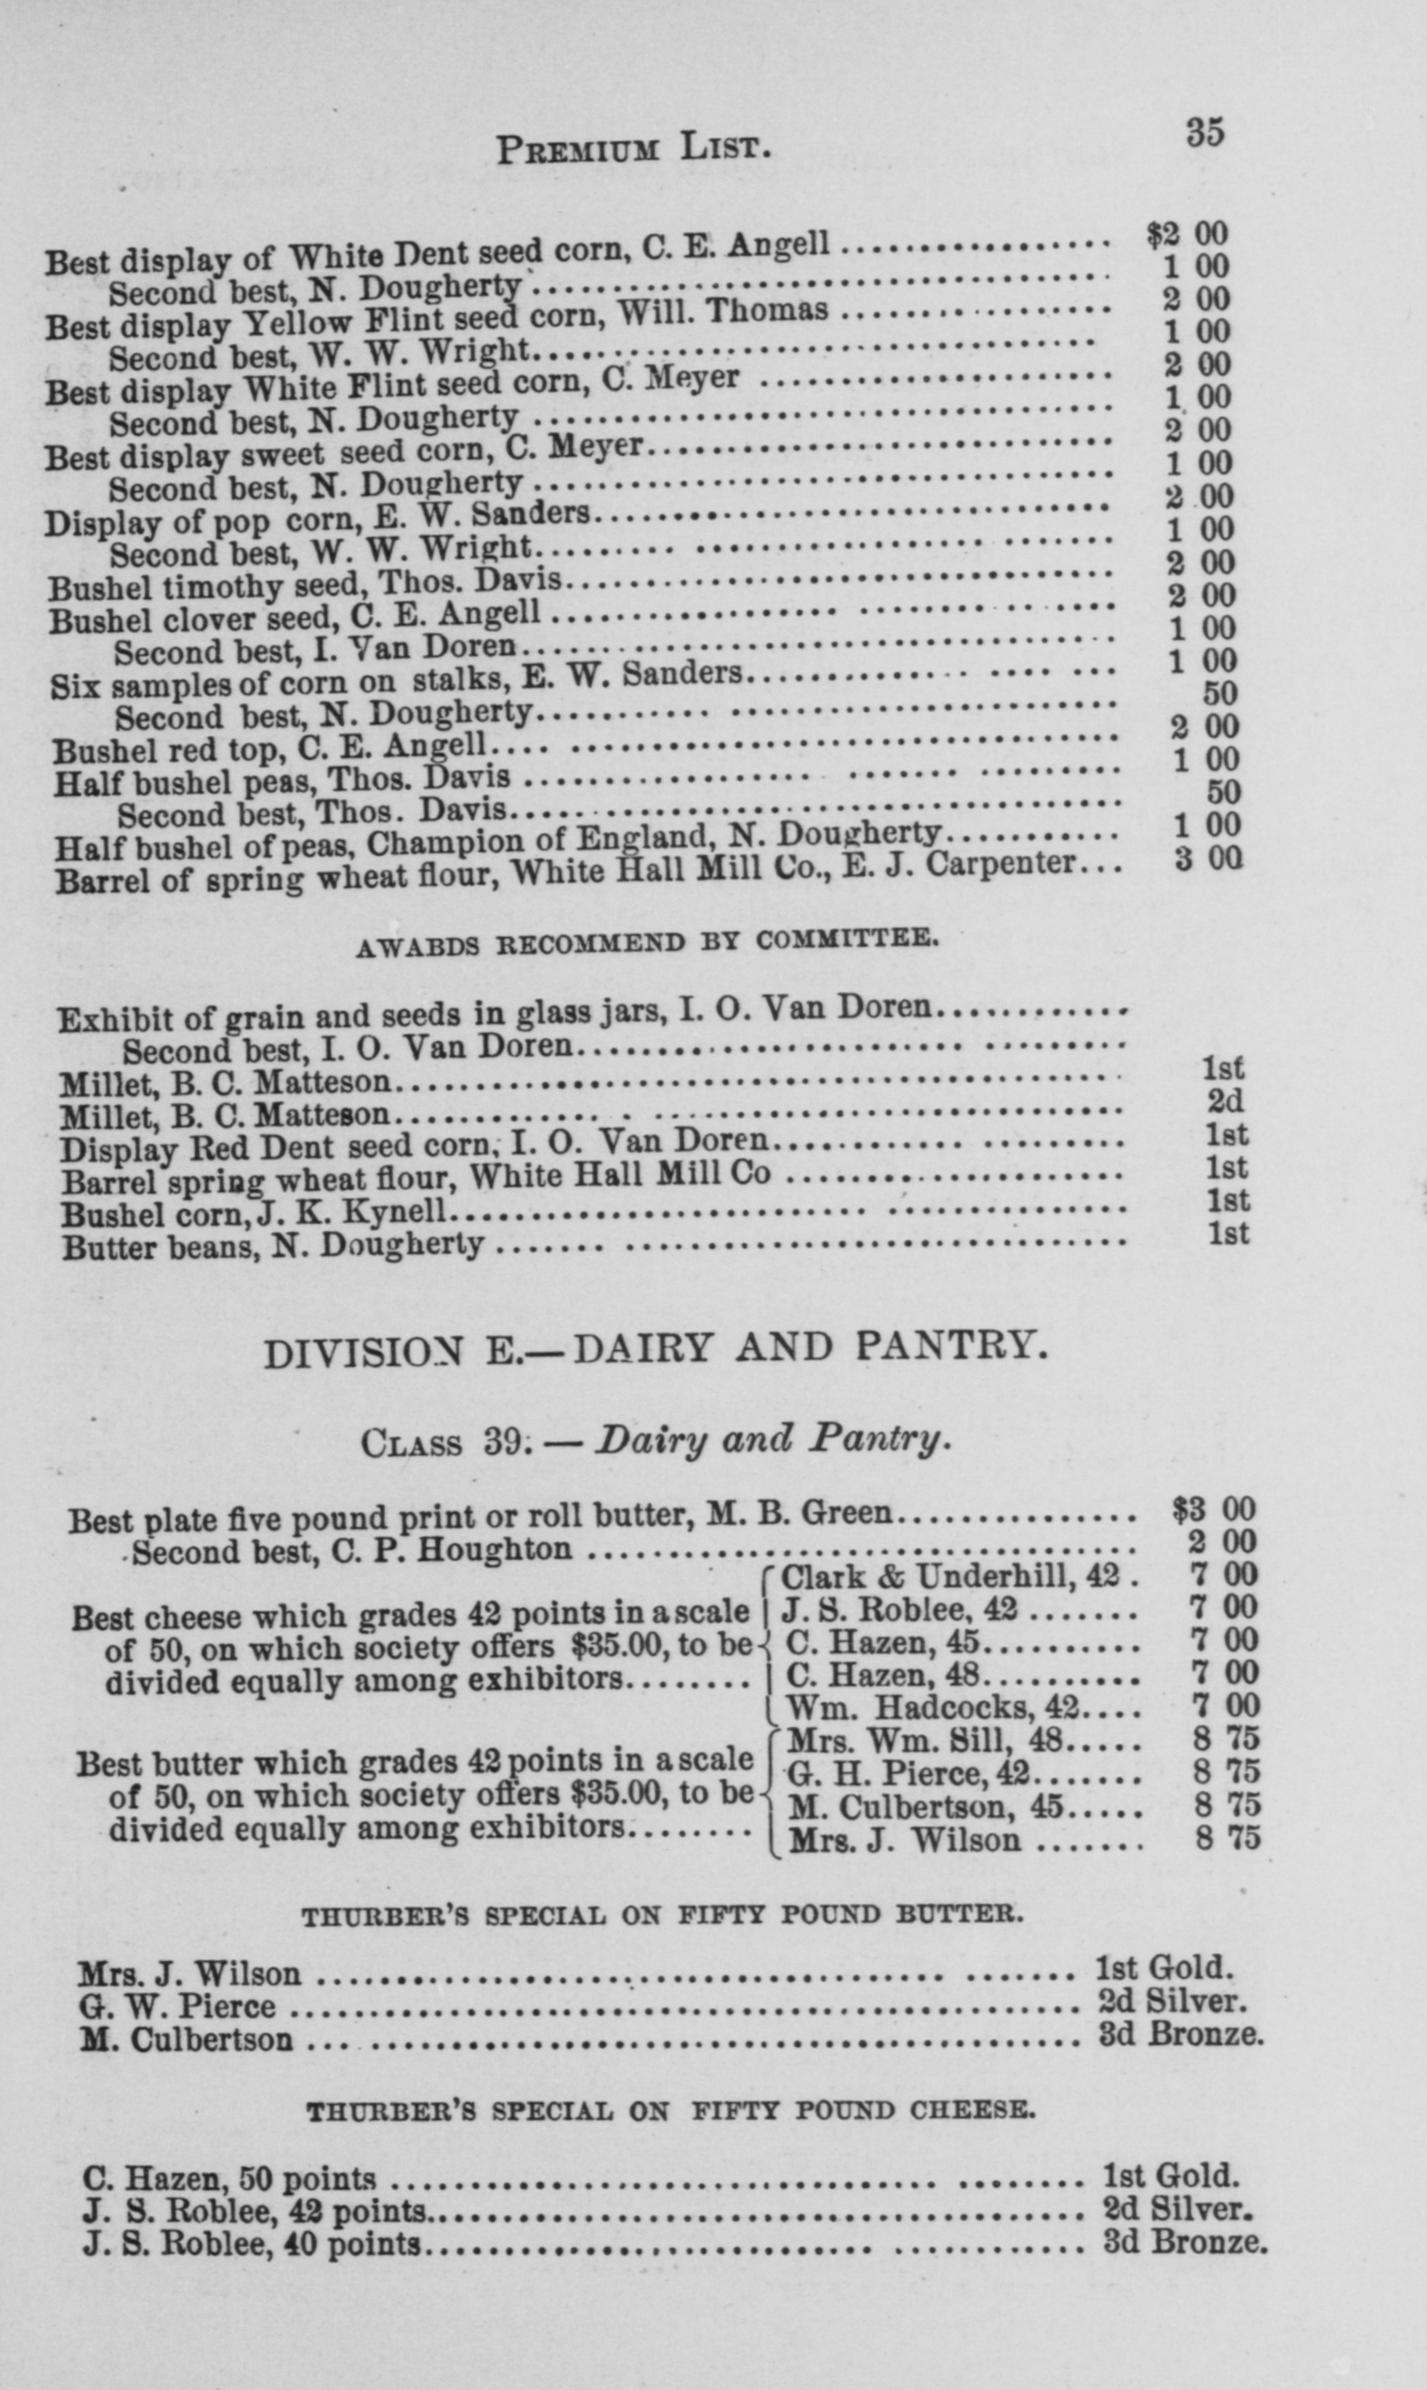 PREMIUM LIST. 35
Best display of White Dent seed corn, C. E. Angell ................. $2 00
Second best, N. Dougherty .................................... 1 00
Best display Yellow Flint seed corn, Will. Thomas ................. 2 00
Second best, W. W. Wright.................................... 1 00
Best display White Flint seed corn, C. Meyer ...................... 2 00
Second best, N. Dougherty .................................... 1 00
Best display sweet seed corn, C. Meyer............................. 2 00
Second best, N. Dougherty .................................... 1 00
Display of pop corn, E. W. Sanders................................. 2 00
Second best, W. W. Wright......... .................. ....... 1 00
Bushel timothy seed, Thos. Davis................................... 2 00
Bushel clover seed, C. E. Angell .................. ........ .. .... 2 00
Second best, I. Van Doren..................................... 1 00
Six samples of corn on stalks, E. W. Sanders.............. .... ... 1 00
Second best, N. Dougherty........... ........................ 50
Bushel red top, C. E. Angell.... .................................. 2 00
Half bushel peas, Thos. Davis ................... ....... ......... 1 00
Second best, Thos. Davis...................................... 50
Half bushel of peas, Champion of England, N. Dougherty........... 1 00
Barrel of spring wheat flour, White Hall Mill Co., E. J. Carpenter... 3 00
AWABDS RECOMMEND BY COMMITTEE.
Exhibit of grain and seeds in glass jars, I. O. Van Doren............
Second best, I. O. Van Doren........................ .........
Millet, B. C. Matteson.............................................. 1st
Millet, B. C. Matteson............. . .............................. 2d
Display Red Dent seed corn, I. O. Van Doren............ ......... 1st
Barrel spring wheat flour, White Hall Mill Co ...................... 1st
Bushel corn, J. K. Kynell.......................... ............... 1st
Butter beans, N. Dougherty ....... ................................ 1st
DIVISION E.—DAIRY AND PANTRY.
CLASS 39. — Dairy and Pantry.
Best plate five pound print or roll butter, M. B. Green............... $3 00
Second best, C. P. Houghton .................................. 2 00
Clark & Underhill, 42 . 7 00
Best cheese which grades 42 points in a scale J. S. Roblee, 42 ....... 7 00
of 50, on which society offers $35.00, to be C. Hazen, 45.......... 7 00
divided equally among exhibitors........ C. Hazen, 48.......... 7 00
Wm. Hadcocks, 42.... 7 00
Mrs. Wm. Sill, 48..... 8 75
Best butter which grades 42 points in a scale G. H. Pierce, 42....... 8 75
of 50, on which society offers $35.00, to be M. Culbertson, 45..... 8 75
divided equally among exhibitors........ Mrs. J. Wilson ....... 8 75
THURBER'S SPECIAL ON FIFTY POUND BUTTER.
Mrs. J. Wilson ....................................... ....... 1st Gold.
G. W. Pierce ................................................. 2d Silver.
M. Culbertson ... ............................................ 3d Bronze.
THURBER'S SPECIAL ON FIFTY POUND CHEESE.
C. Hazen, 50 points .................................. ........ 1st Gold.
J. S. Roblee, 42 points......................................... 2d Silver.
J. S. Roblee, 40 points............................ ............ 3d Bronze.